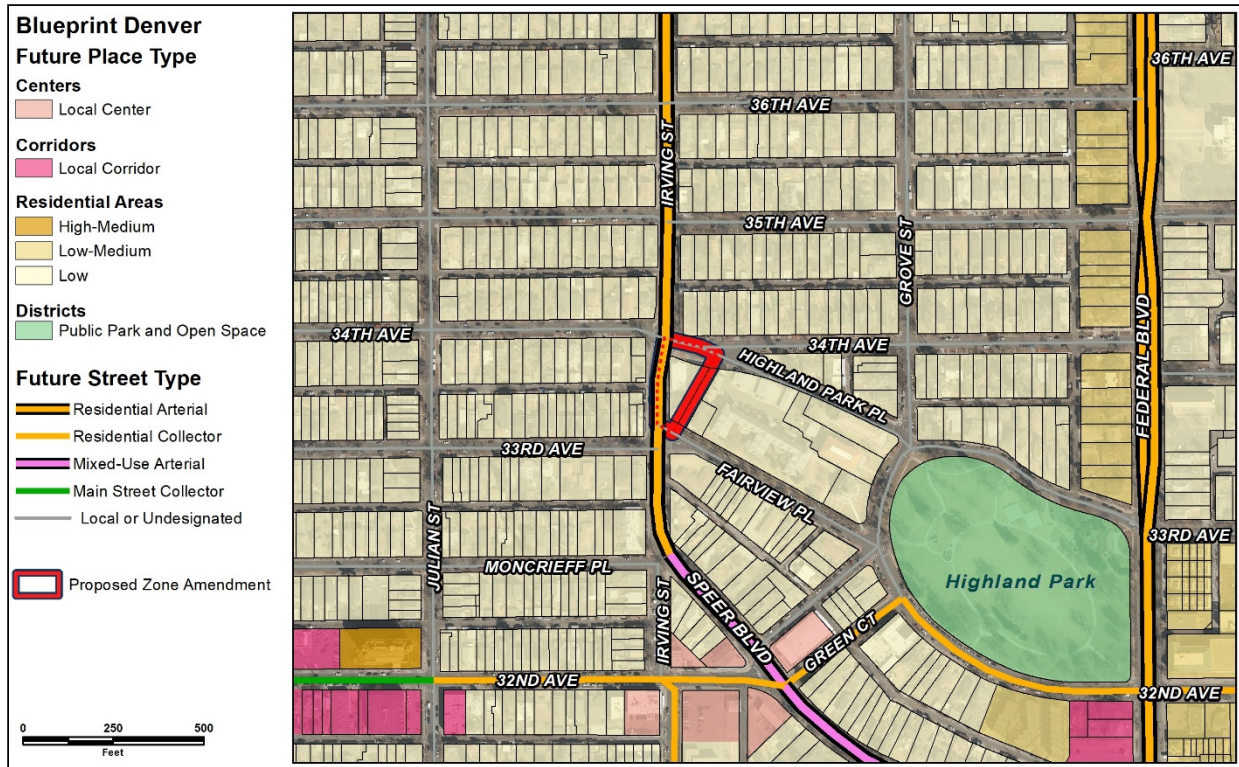 Blueprint Denver
Future Place Type
Centers
Local Center
Corridors
Local Corridor
Residential Areas
High-Medium
Low-Medium
Low
Districts
Public Park and Open Space
Future Street Type
Residential Arterial
Residential Collector
Mixed-Use Arterial
Main Street Collector
Local or Undesignated
Proposed Zone Amendment
0 250 500
Feet
36TH AVE
36TH AVE
IRVING ST
35TH AVE
GROVE ST
34TH AVE
34TH AVE
HIGHLAND PARK PL
FEDERAL BLVD
33RD AVE
FAIRVIEW PL
33RD AVE
JULIAN ST
MONCRIEFF PL
Highland Park
IRVING ST
SPEER BLVD
GREEN CT
32ND AVE
32ND AVE